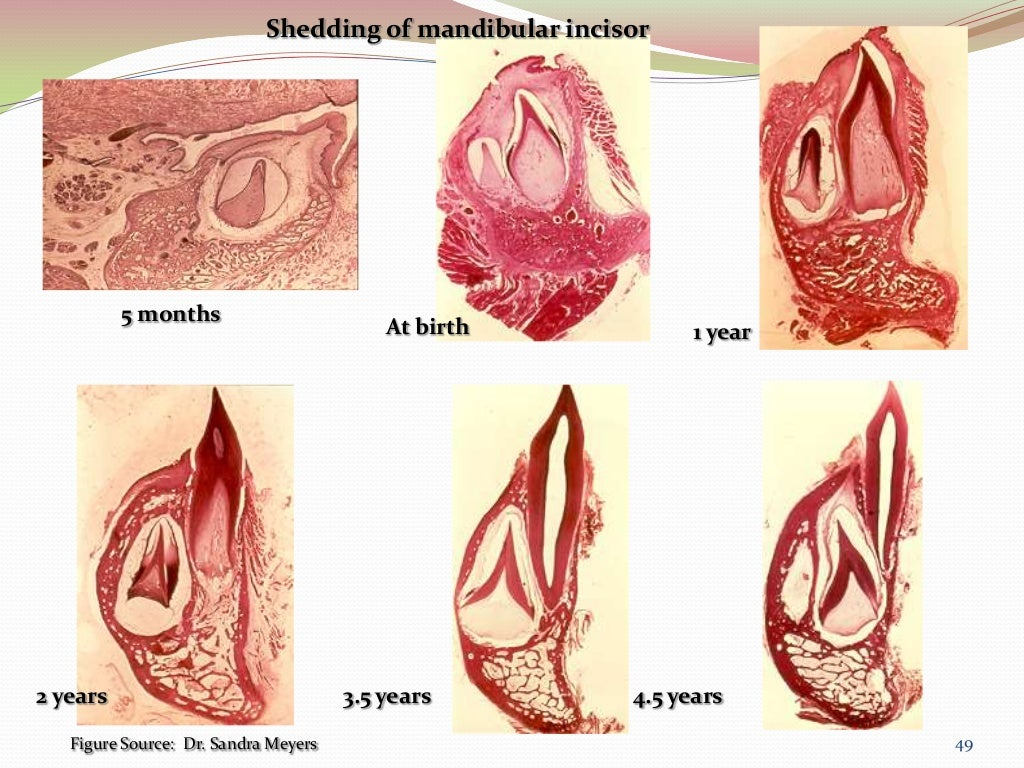 Shedding of mandibular incisor
5 months
At birth
1 year
2 years
3.5 years
4.5 years
Figure Source: Dr. Sandra Meyers
49